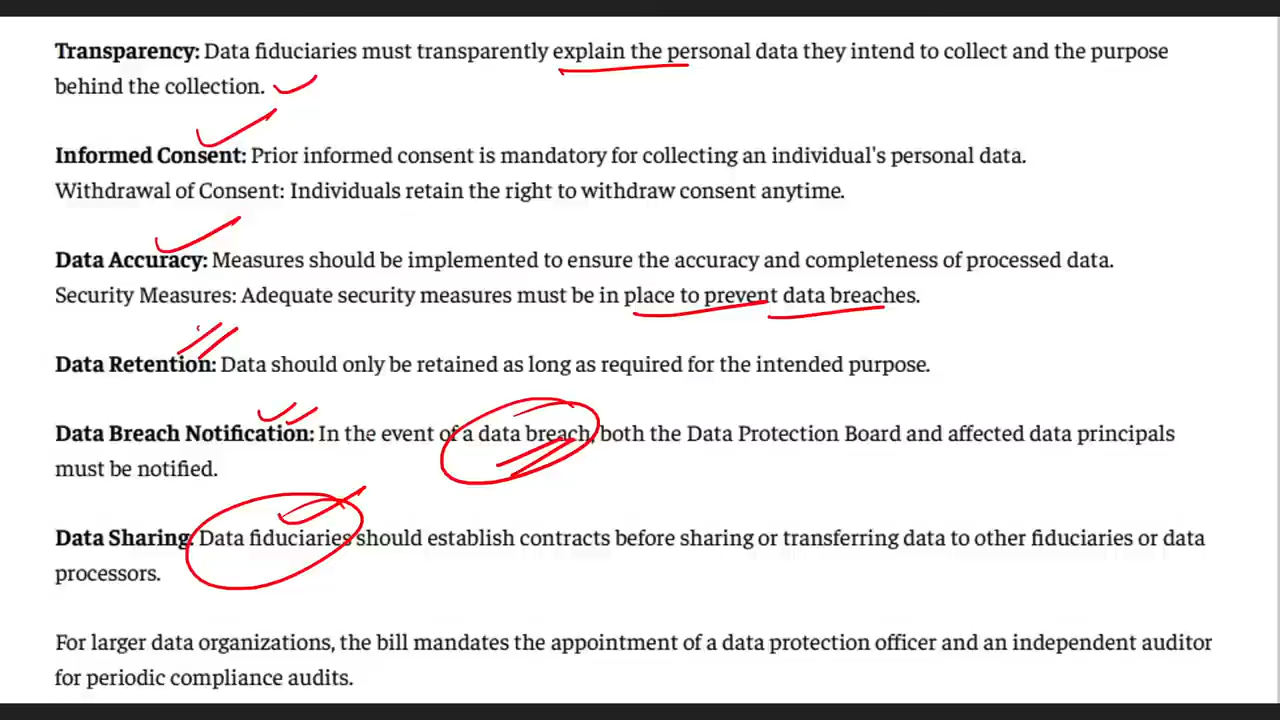 Transparency: Data fiduciaries must transparently explain the personal data they intend to collect and the purpose
behind the collection.
Informed Consent: Prior informed consent is mandatory for collecting an individual's personal data.
Withdrawal of Consent: Individuals retain the right to withdraw consent anytime.
Data Accuracy: Measures should be implemented to ensure the accuracy and completeness of processed data.
Security Measures: Adequate security measures must be in place to prevent data breaches.
Data Retention: Data should only be retained as long as required for the intended purpose.
Data Breach Notification: In the event of a data breach, both the Data Protection Board and affected data principals
must be notified.
Data Sharing: Data fiduciaries should establish contracts before sharing or transferring data to other fiduciaries or data
processors.
For larger data organizations, the bill mandates the appointment of a data protection officer and an independent auditor
for periodic compliance audits.